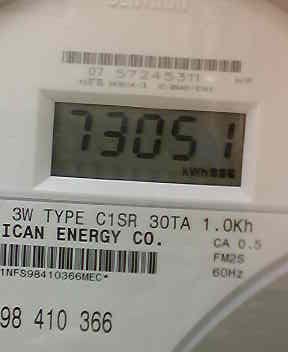 07 57245311
73051
kWh
3W TYPE C1SR 30TA 1.0Kh
ICAN ENERGY CO.
CA 0.5
FM2S
60Hz
1NFS98410366MEC*
98 410 366